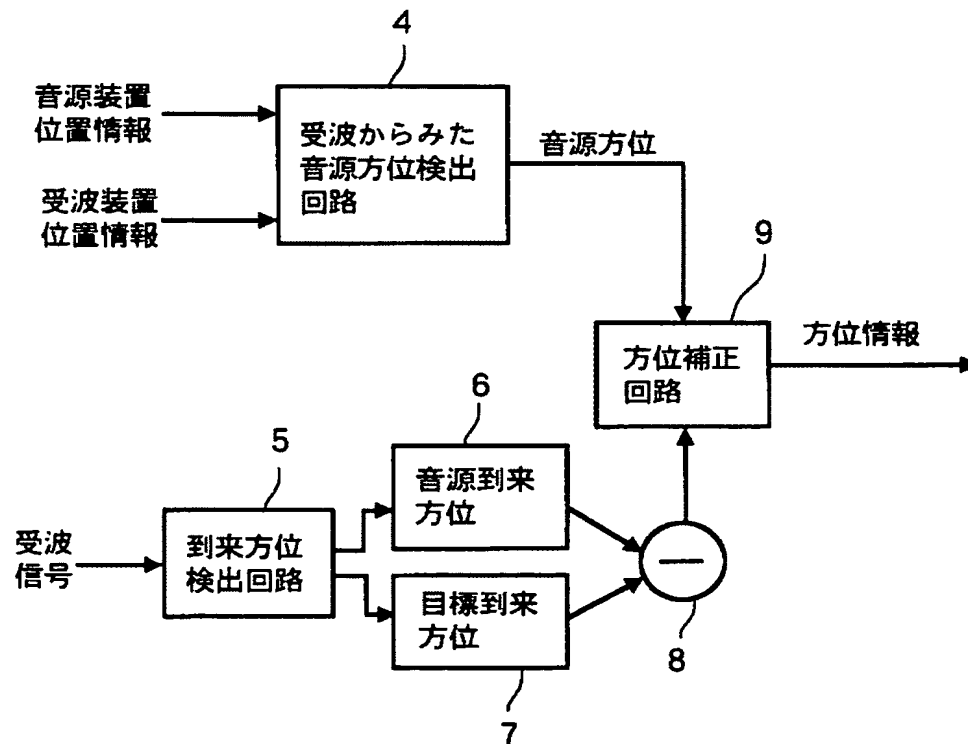 4
音源装置
位置情報
受波からみた
音源方位検出
回路
音源方位
受波装置
位置情報
9
方位補正
回路
方位情報
6
音源到来
方位
5
到来方位
検出回路
受波
信号
目標到来
方位
7
8